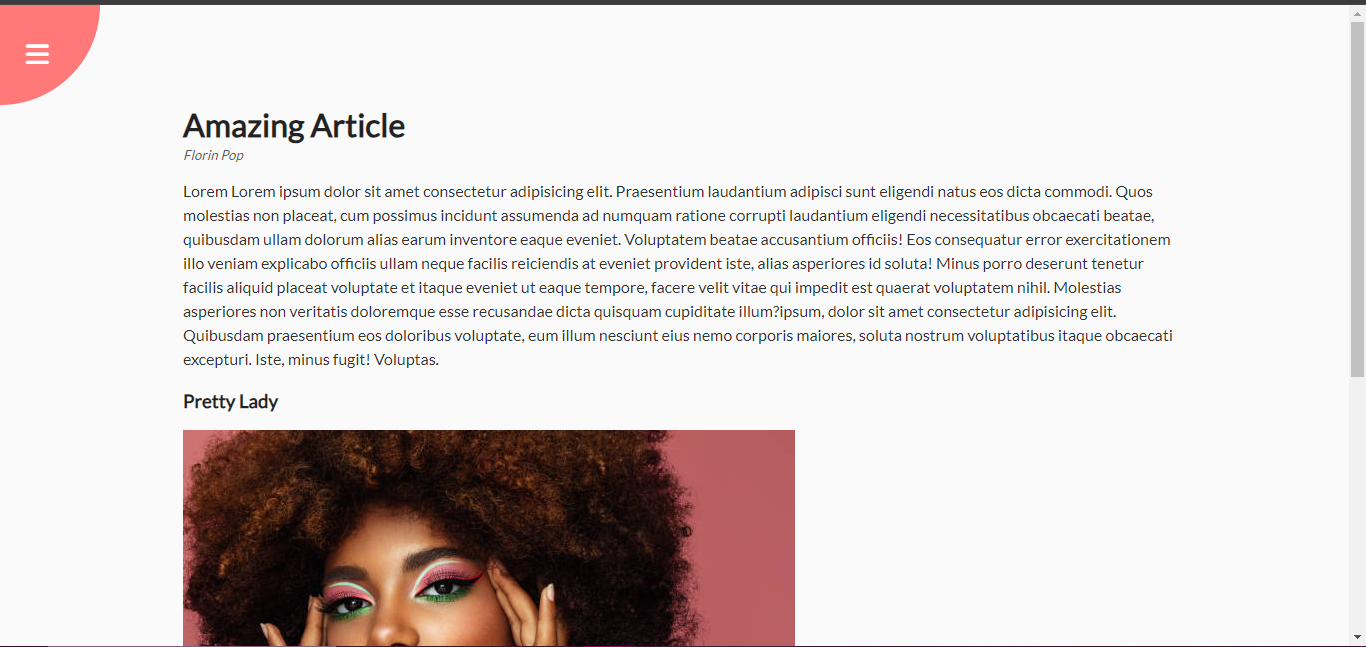 Amazing Article
Florin Pop
Lorem Lorem ipsum dolor sit amet consectetur adipisicing elit. Praesentium laudantium adipisci sunt eligendi natus eos dicta commodi. Quos
molestias non placeat, cum possimus incidunt assumenda ad numquam ratione corrupti laudantium eligendi necessitatibus obcaecati beatae,
quibusdam ullam dolorum alias earum inventore eaque eveniet. Voluptatem beatae accusantium officiis! Eos consequatur error exercitationem
illo veniam explicabo officiis ullam neque facilis reiciendis at eveniet provident iste, alias asperiores id soluta! Minus porro deserunt tenetur
facilis aliquid placeat voluptate et itaque eveniet ut eaque tempore, facere velit vitae qui impedit est quaerat voluptatem nihil. Molestias
asperiores non veritatis doloremque esse recusandae dicta quisquam cupiditate illum?ipsum, dolor sit amet consectetur adipisicing elit.
Quibusdam praesentium eos doloribus voluptate, eum illum nesciunt eius nemo corporis maiores, soluta nostrum voluptatibus itaque obcaecati
excepturi. Iste, minus fugit! Voluptas.
Pretty Lady